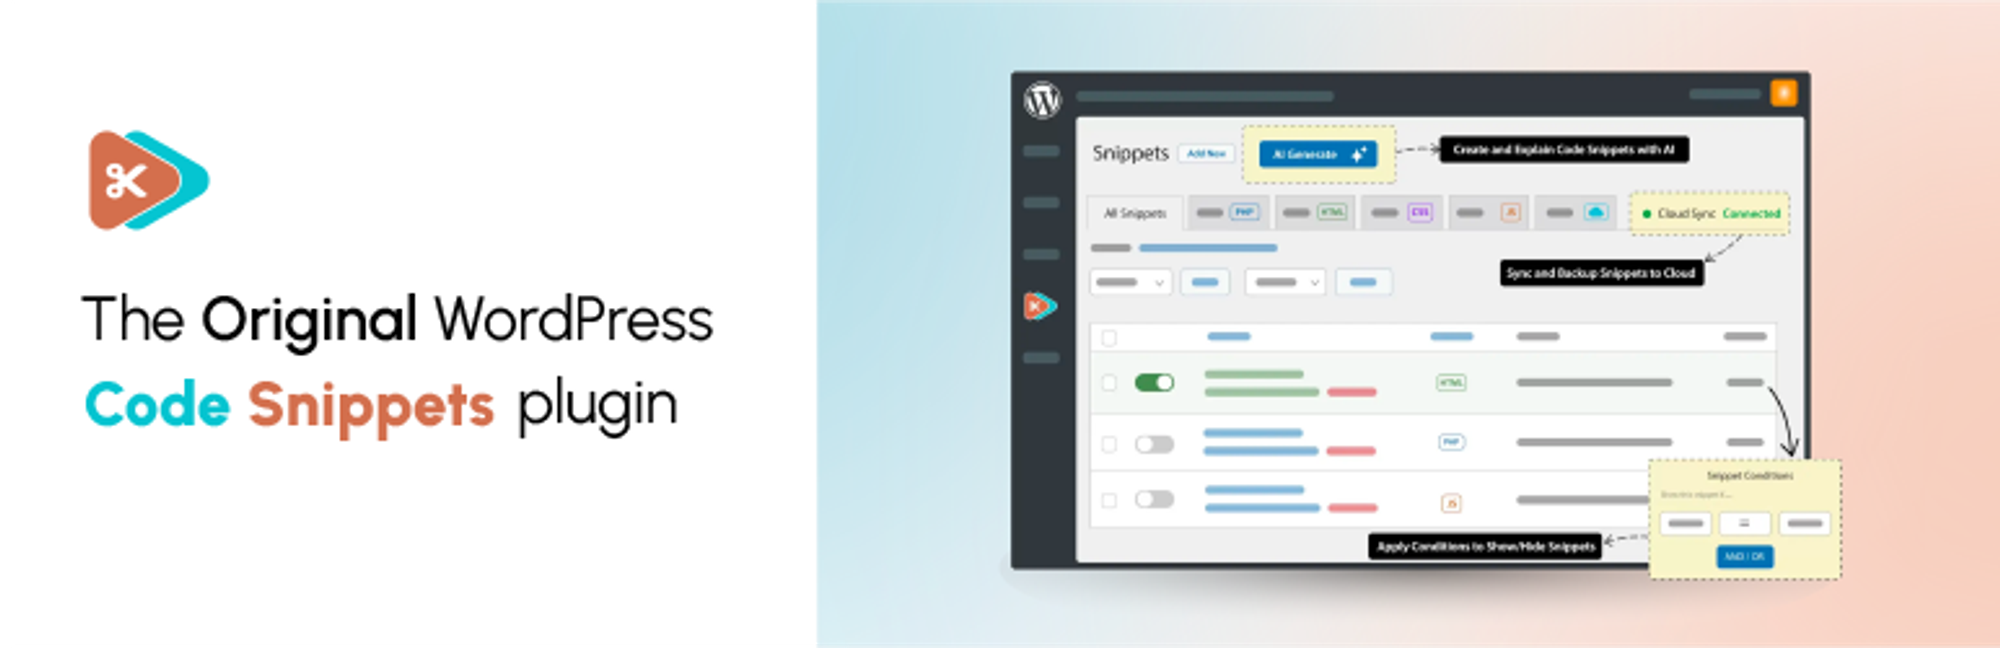 The Original WordPress
Code Snippets plugin
Snippets
Add New
AI Generate
Create and Explain Code Snippets with AI
All Snippets
PHP
HTML
CSS
JS
Cloud Sync Connected
Sync and Backup Snippets to Cloud
HTML
PHP
JS
Snippet Conditions
=
AND / OR
Apply Conditions to Show/Hide Snippets